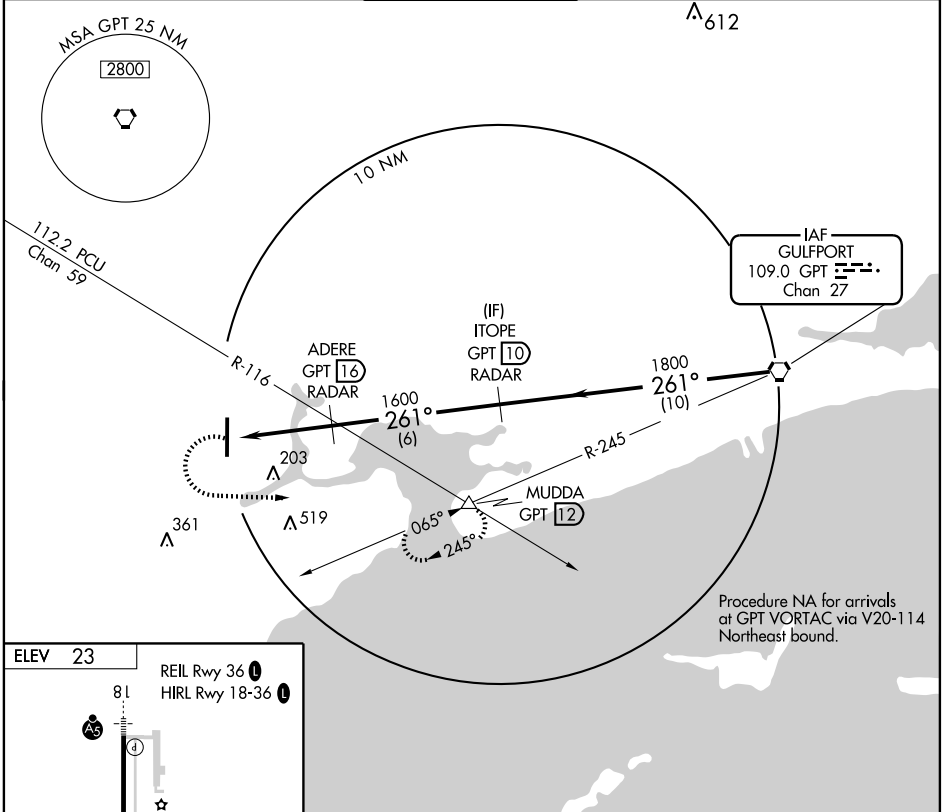 MSA GPT 25 NM
2800
612
10 NM
112.2 PCU
Chan 59
R-116
IAF
GULFPORT
109.0 GPT
Chan 27
(IF)
ITOPE
GPT 10
RADAR
ADERE
GPT 16
RADAR
1800
261°
(10)
1600
261°
(6)
R-245
203
519
361
MUDDA
GPT 12
065°
245°
Procedure NA for arrivals
at GPT VORTAC via V20-114
Northeast bound.
ELEV 23
REIL Rwy 36 L
HIRL Rwy 18-36 L
18
A5
P